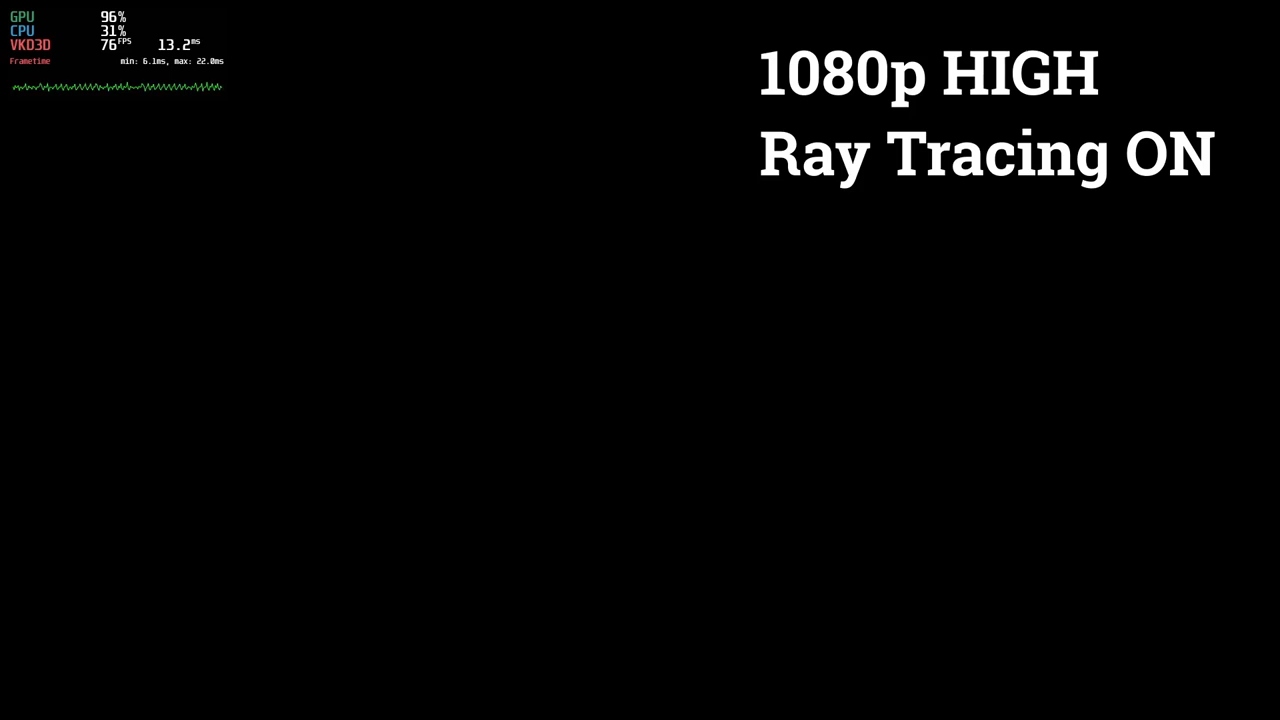 GPU 96%
CPU 31%
VKD3D 76FPS 13.2ms
Frametime min: 6.1ms, max: 22.0ms
1080p HIGH
Ray Tracing ON